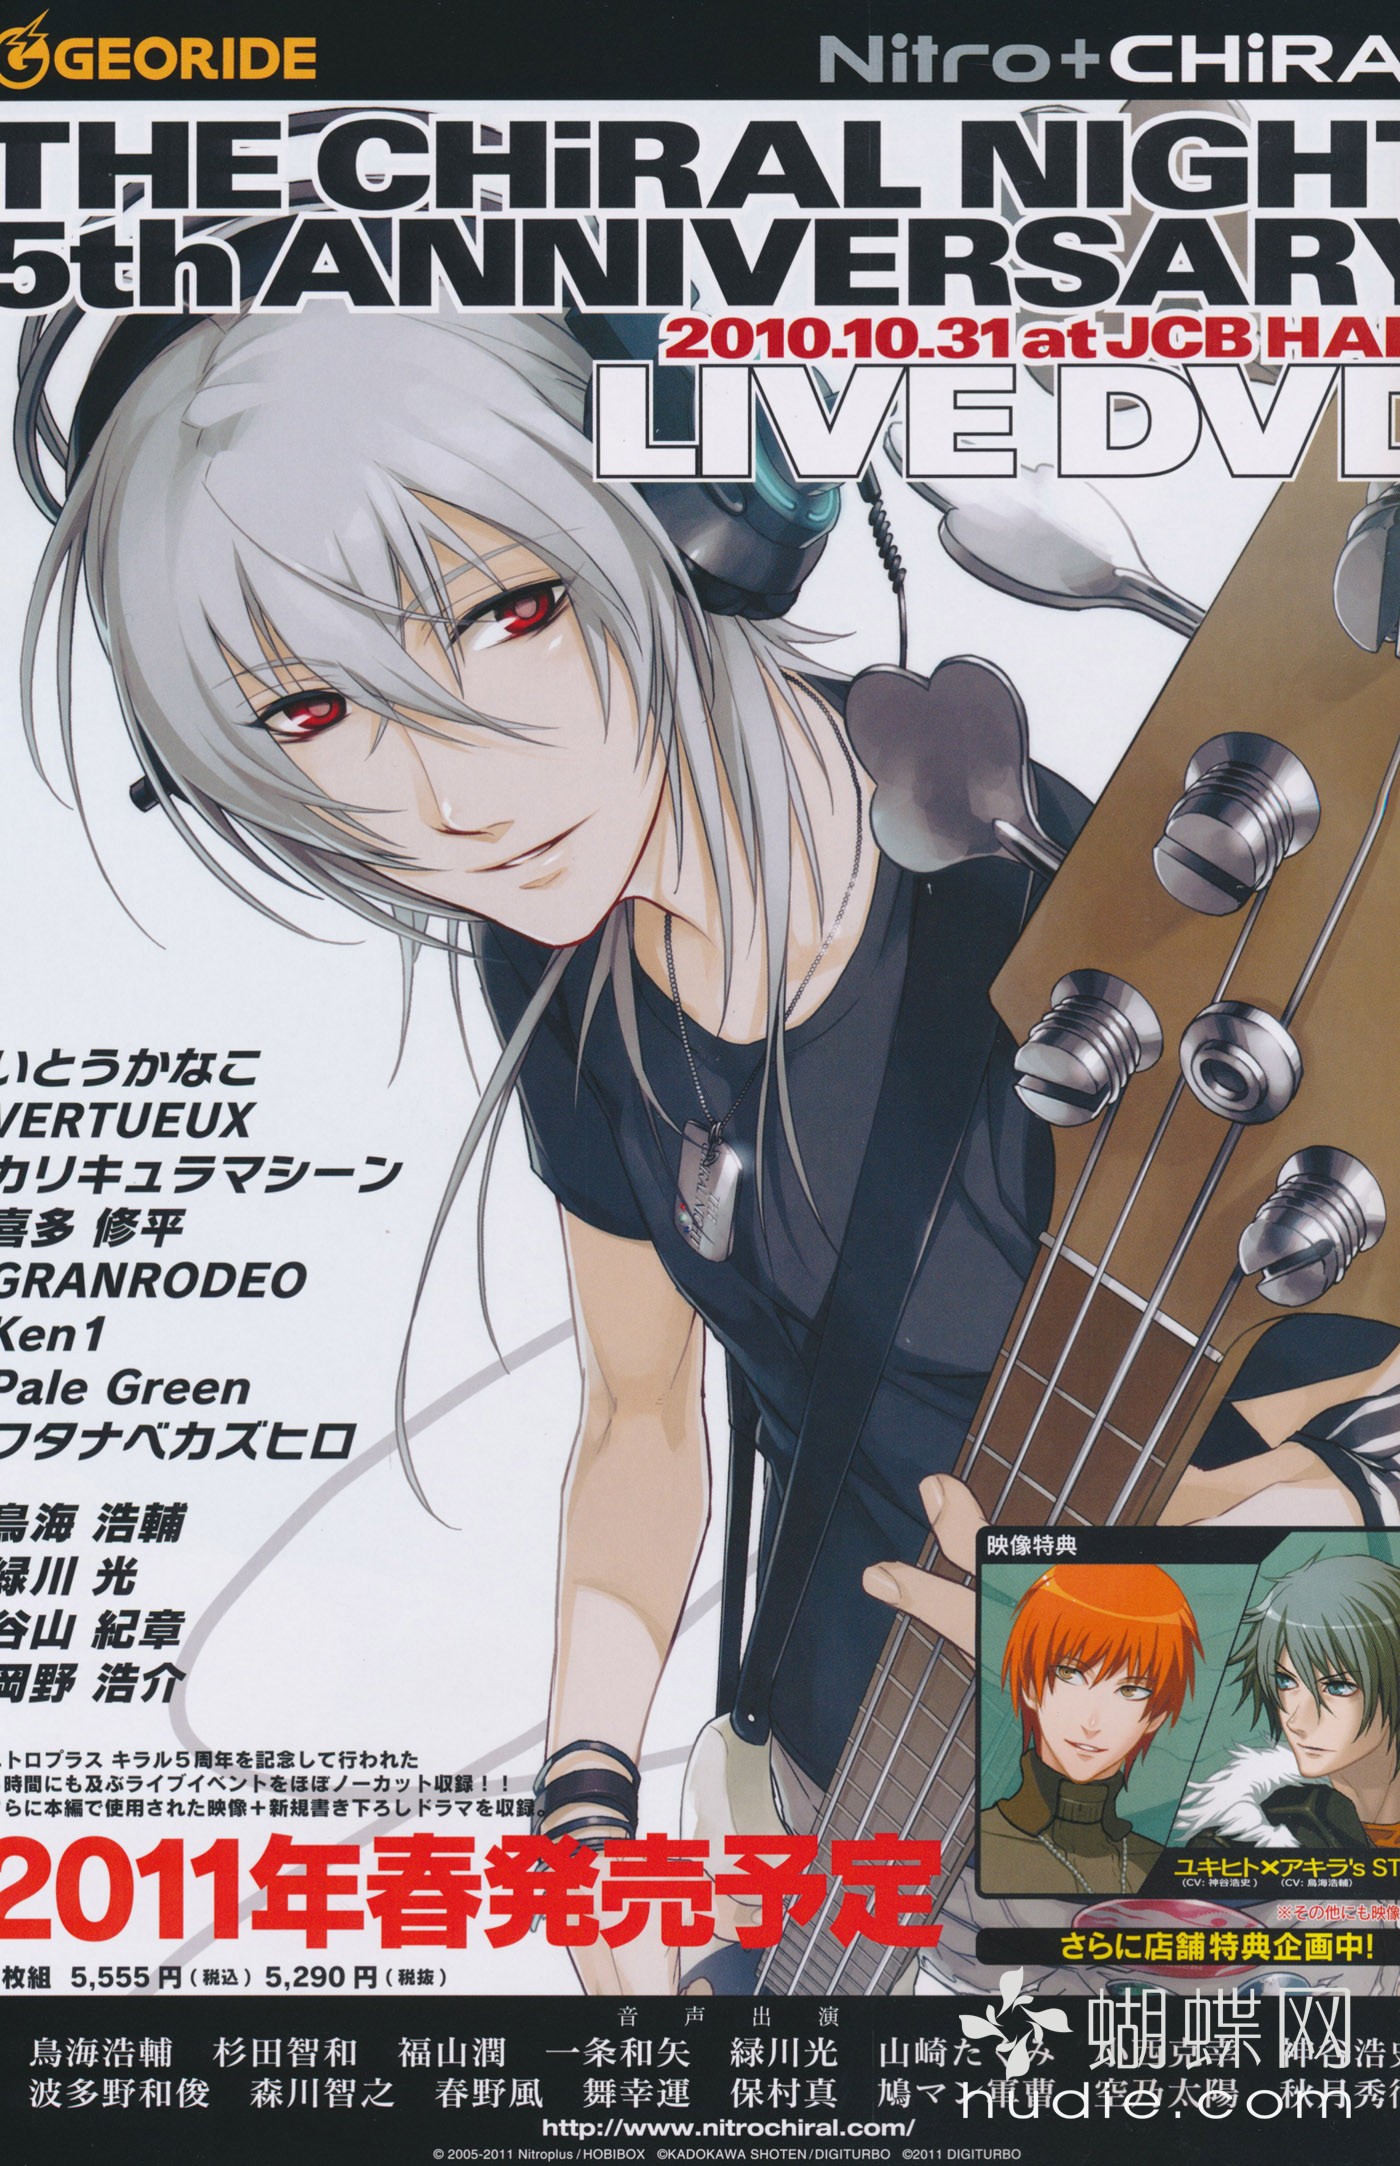 GEORIDE
Nitro+CHiRA
THE CHiRAL NIGHT
5th ANNIVERSARY
2010.10.31 at JCB HAL
LIVE DVD
いとうかなこ
VERTUEUX
カリキュラマシーン
喜多 修平
GRANRODEO
Ken1
Pale Green
ワタナベカズヒロ
鳥海 浩輔
緑川 光
谷山 紀章
岡野 浩介
トロプラス キラル5周年を記念して行われた
時間にも及ぶライブイベントをほぼノーカット収録!!
らに本編で使用された映像+新規書き下ろしドラマを収録。
2011年春発売予定
枚組 5,555円(税込) 5,290円(税抜)
映像特典
ユキヒト×アキラ's ST
(CV: 神谷浩史) (CV: 鳥海浩輔)
※その他にも映像
さらに店舗特典企画中!
音声出演
鳥海浩輔 杉田智和 福山潤 一条和矢 緑川光 山崎た み 西克幸 神谷浩史
波多野和俊 森川智之 春野風 舞幸運 保村真 鳩マン軍曹 空乃太陽 秋月秀行
蝴蝶网
hudie.com
http://www.nitrochiral.com/
© 2005-2011 Nitroplus/HOBIBOX ©KADOKAWA SHOTEN/DIGITURBO ©2011 DIGITURBO